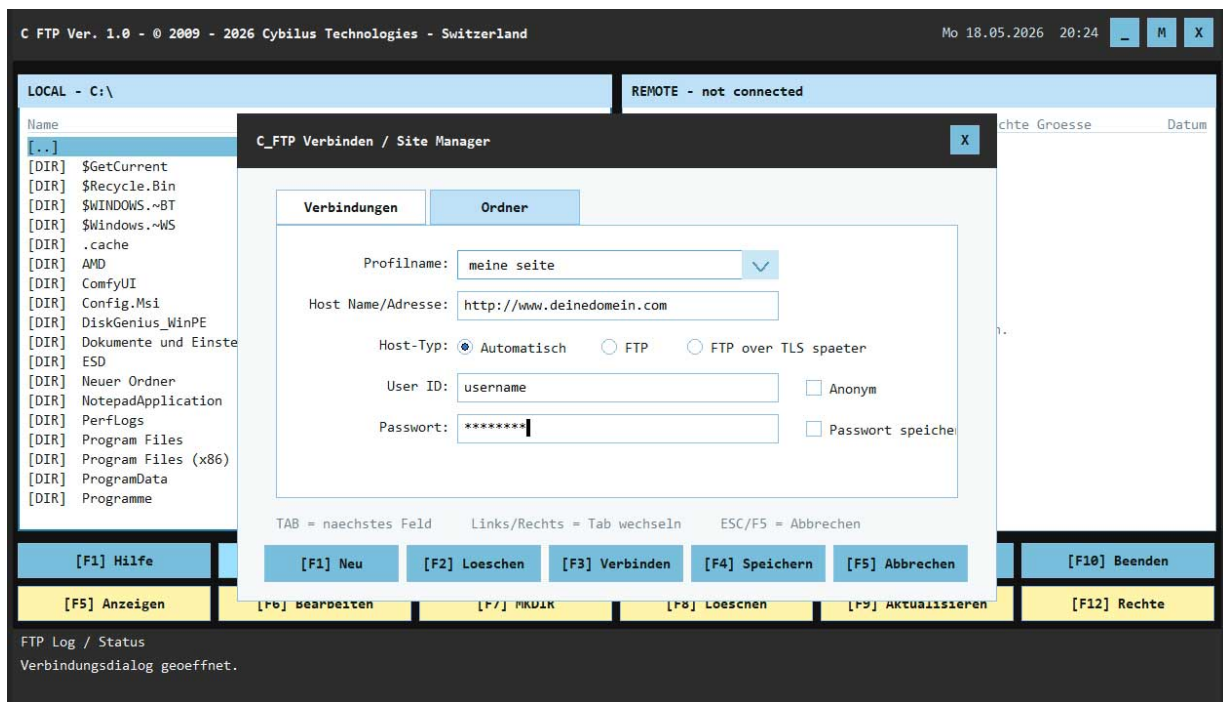 C FTP Ver. 1.0 - © 2009 - 2026 Cybilus Technologies - Switzerland
Mo 18.05.2026 20:24 _ M X
LOCAL - C:\
REMOTE - not connected
Name
chte Groesse Datum
C_FTP Verbinden / Site Manager X
[..]
[DIR] $GetCurrent
[DIR] $Recycle.Bin
[DIR] $WINDOWS.~BT
[DIR] $Windows.~WS
[DIR] .cache
[DIR] AMD
[DIR] ComfyUI
[DIR] Config.Msi
[DIR] DiskGenius_WinPE
[DIR] Dokumente und Einste
[DIR] ESD
[DIR] Neuer Ordner
[DIR] NotepadApplication
[DIR] PerfLogs
[DIR] Program Files
[DIR] Program Files (x86)
[DIR] ProgramData
[DIR] Programme
Verbindungen Ordner
Profilname: meine seite
Host Name/Adresse: http://www.deinedomein.com
Host-Typ: Automatisch FTP FTP over TLS spaeter
User ID: username Anonym
Passwort: ******** Passwort speiche
TAB = naechstes Feld Links/Rechts = Tab wechseln ESC/F5 = Abbrechen
[F1] Neu [F2] Loeschen [F3] Verbinden [F4] Speichern [F5] Abbrechen
[F1] Hilfe [F10] Beenden
[F5] Anzeigen [F6] Bearbeiten [F7] MKDIR [F8] Loeschen [F9] Aktualisieren [F12] Rechte
FTP Log / Status
Verbindungsdialog geoeffnet.